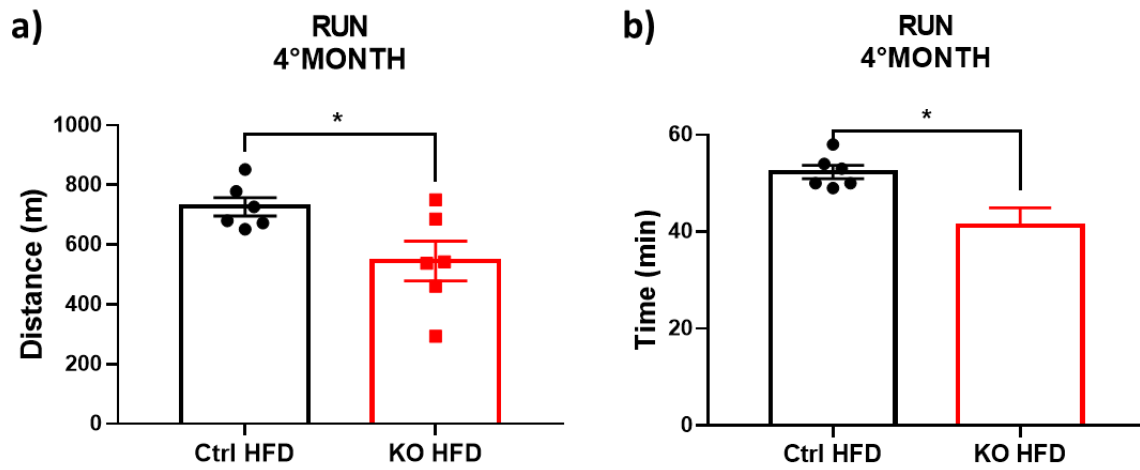 a)
RUN
4°MONTH
*
1000
800
600
400
200
0
Distance (m)
Ctrl HFD
KO HFD
b)
RUN
4°MONTH
*
60
40
20
0
Time (min)
Ctrl HFD
KO HFD